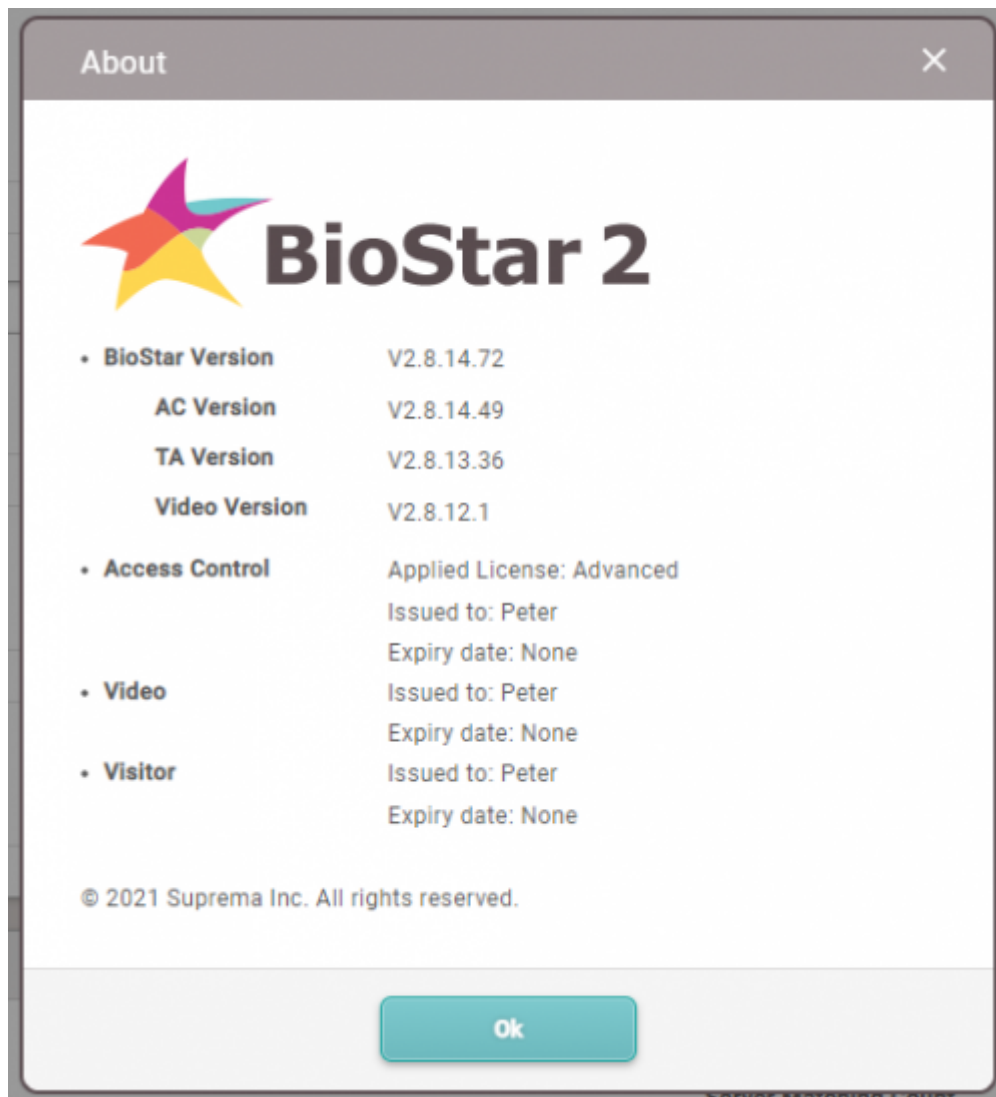 About
BioStar 2
• BioStar Version V2.8.14.72
AC Version V2.8.14.49
TA Version V2.8.13.36
Video Version V2.8.12.1
• Access Control Applied License: Advanced
Issued to: Peter
Expiry date: None
• Video Issued to: Peter
Expiry date: None
• Visitor Issued to: Peter
Expiry date: None
© 2021 Suprema Inc. All rights reserved.
Ok